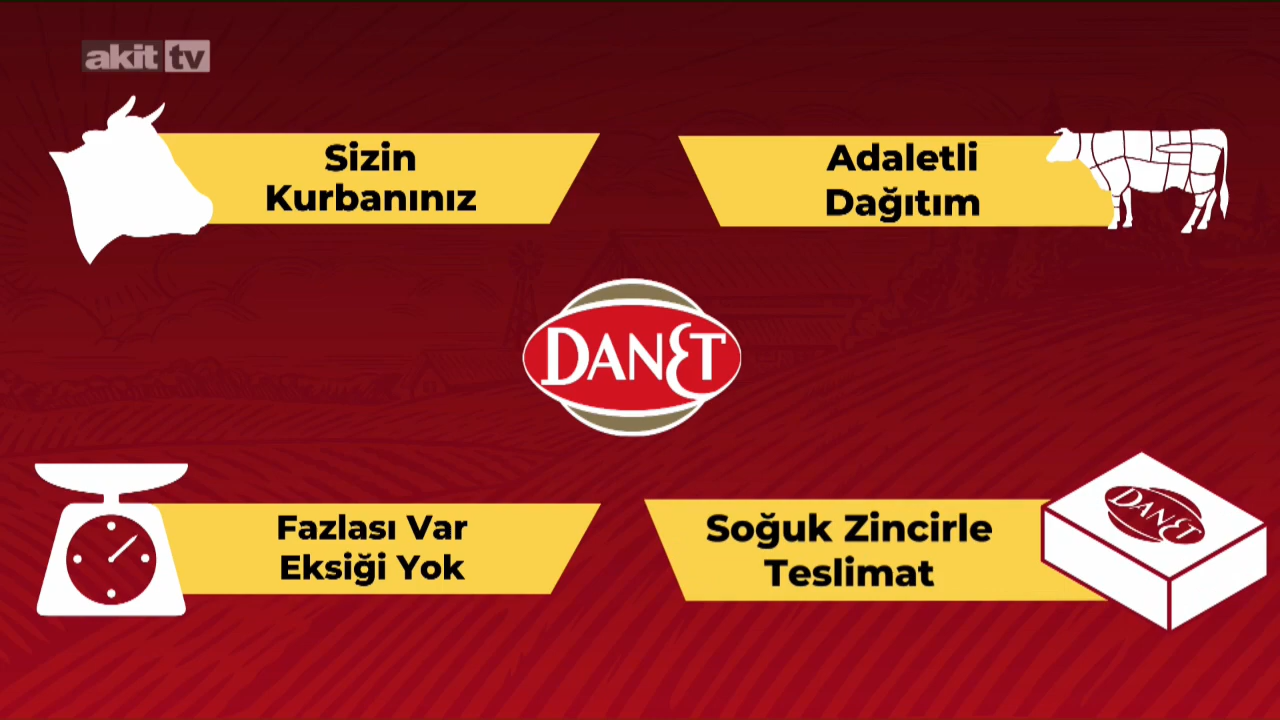 akit tv
Sizin
Kurbanınız
Adaletli
Dağıtım
DANET
Fazlası Var
Eksiği Yok
Soğuk Zincirle
Teslimat
DANET